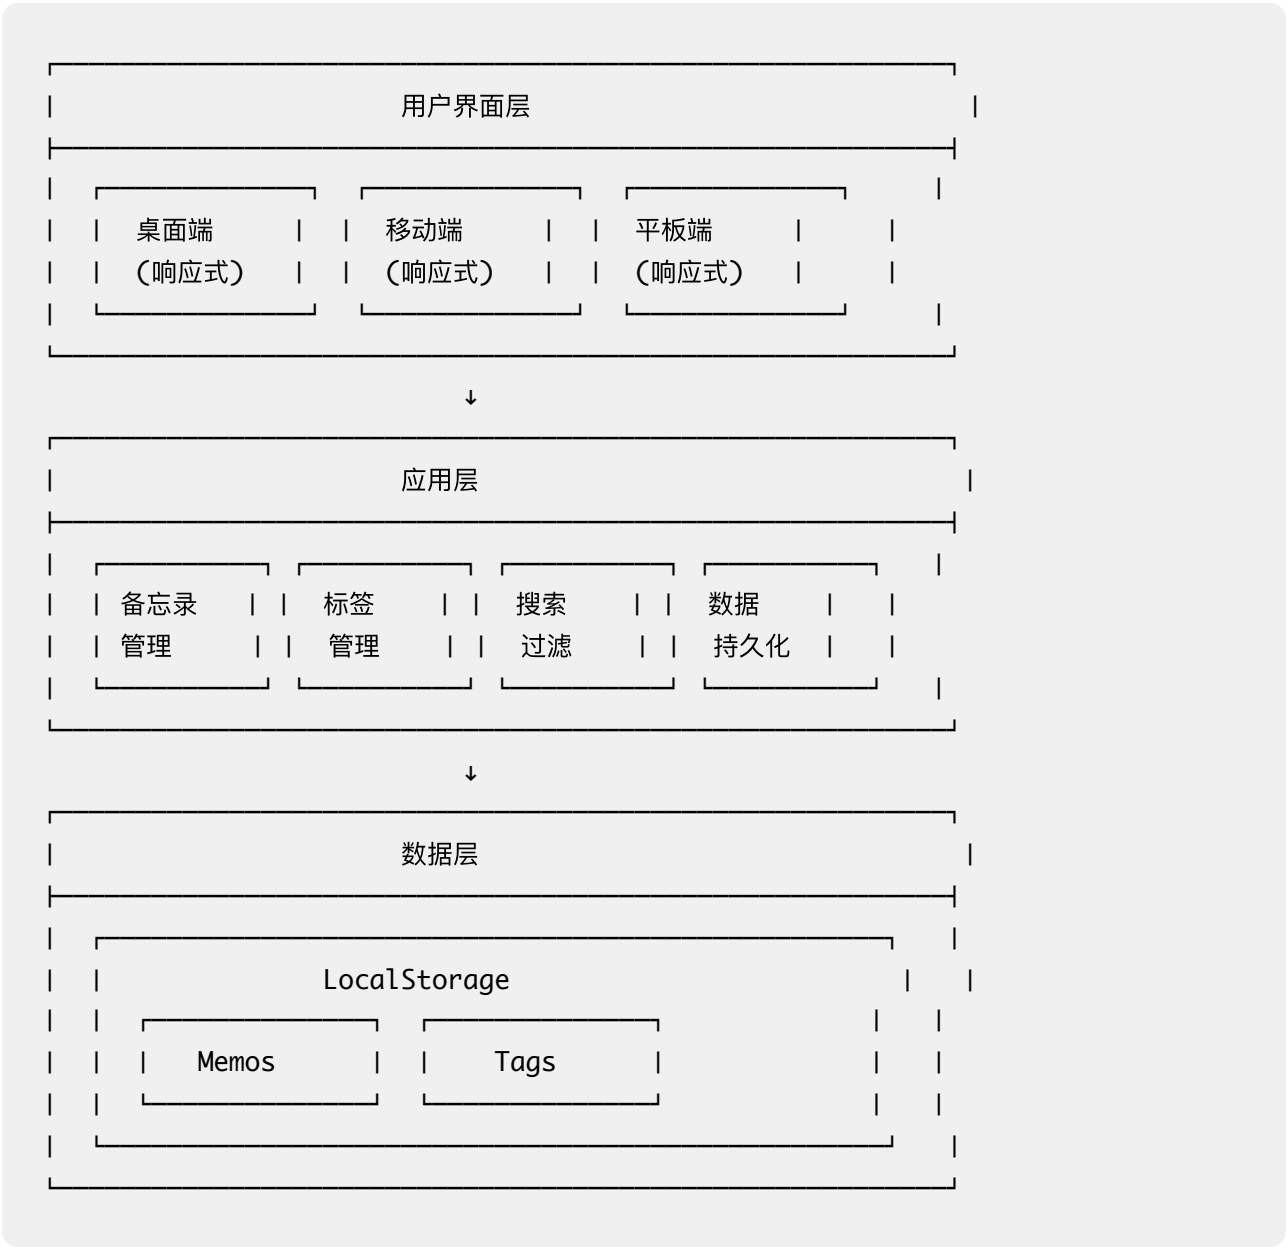 用户界面层
桌面端 移动端 平板端
(响应式) (响应式) (响应式)
↓
应用层
备忘录 标签 搜索 数据
管理 管理 过滤 持久化
↓
数据层
LocalStorage
Memos Tags